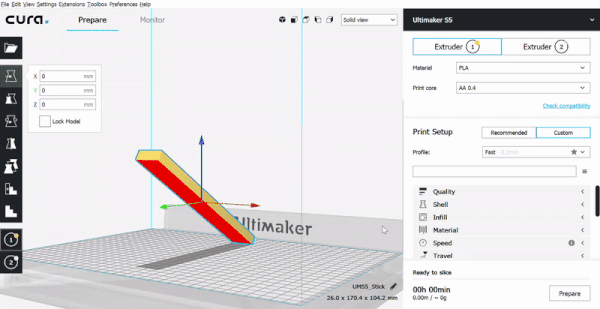 File Edit View Settings Extensions Toolbox Preferences Help
cura.
Prepare
Monitor
Solid view
Ultimaker S5
Extruder 1
Extruder 2
Material
PLA
Print core
AA 0.4
Check compatibility
X 0 mm
Y 0 mm
Z 0 mm
Lock Model
Print Setup
Recommended
Custom
Profile:
Fast
Quality
Shell
Infill
Material
Speed
Travel
1
2
Ultimaker
UMS5_Stick
26.0 x 170.4 x 104.2 mm
Ready to slice
00h 00min
0.00m / ~ 0g
Prepare